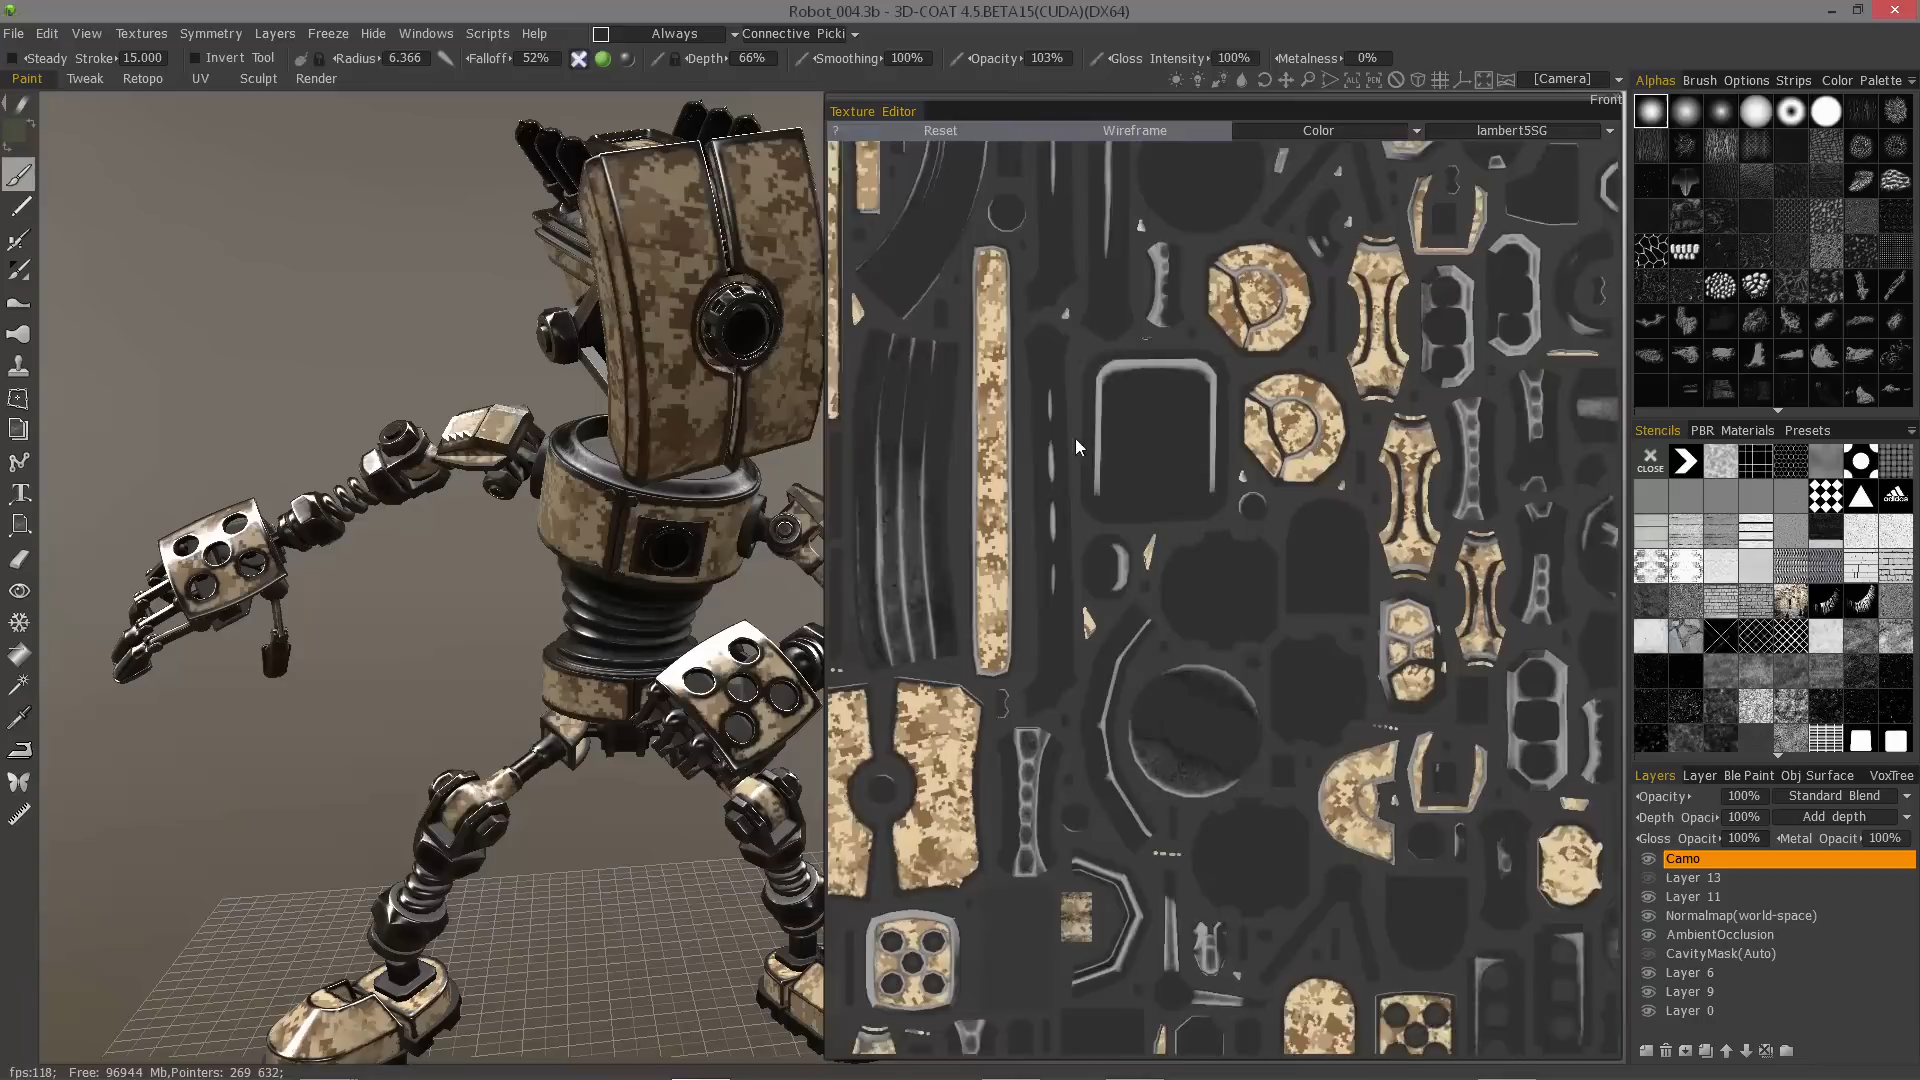 Robot_004.3b - 3D-COAT 4.5.BETA15(CUDA)(DX64)
File Edit View Textures Symmetry Layers Freeze Hide Windows Scripts Help Always Connective Picki
Steady Stroke 15.000 Invert Tool Radius 6.366 Falloff 52% Depth 66% Smoothing 100% Opacity 103% Gloss Intensity 100% Metalness 0%
Paint Tweak Retopo UV Sculpt Render [Camera]
Front
Texture Editor
? Reset Wireframe Color lambert5SG
Alphas Brush Options Strips Color Palette
Stencils PBR Materials Presets
CLOSE
adidas
Layers Layer Ble Paint Obj Surface VoxTree
Opacity 100% Standard Blend
Depth Opaci 100% Add depth
Gloss Opacit 100% Metal Opacit 100%
Camo
Layer 13
Layer 11
Normalmap(world-space)
AmbientOcclusion
CavityMask(Auto)
Layer 6
Layer 9
Layer 0
fps:118; Free: 96944 Mb,Pointers: 269 632;